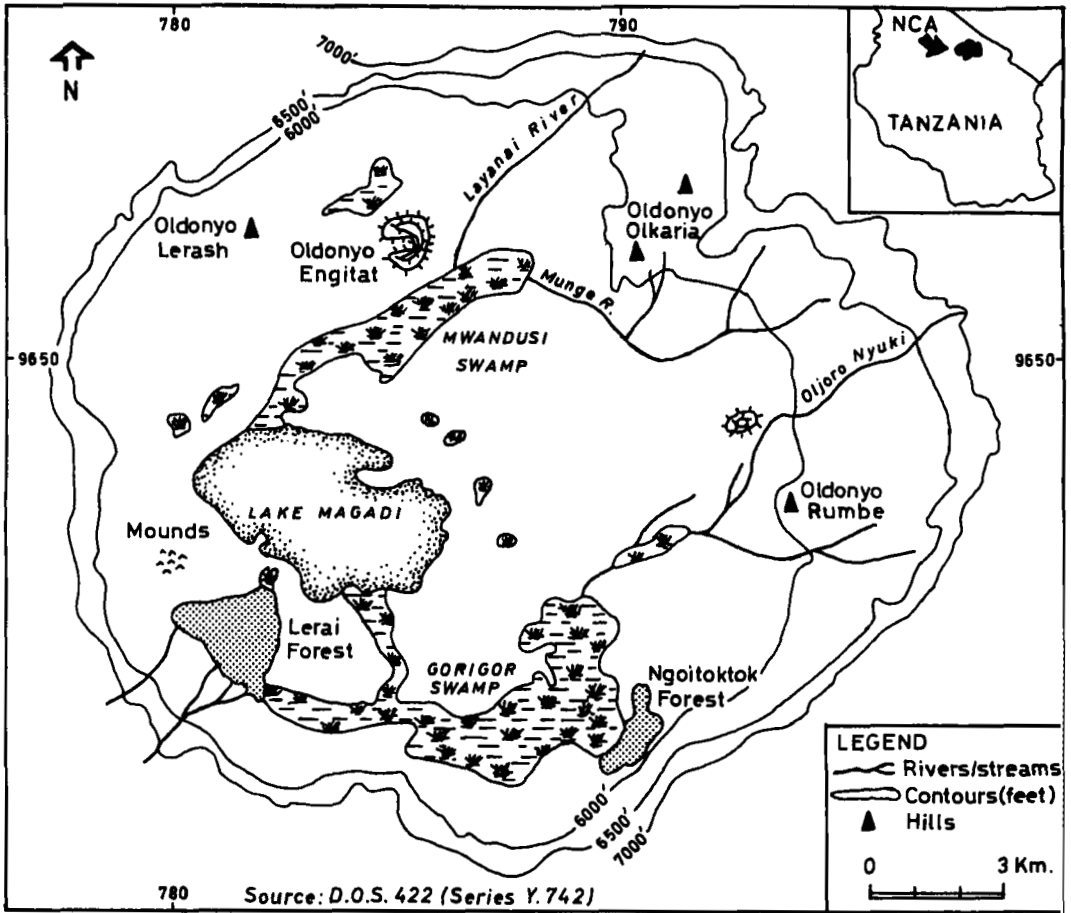 780
790
NCA
TANZANIA
7000'
N
6500'
6000'
Layanai River
Oldonyo
Lerash
Oldonyo
Engitat
Oldonyo
Olkaria
Munge R.
MWANDUSI
SWAMP
9650
9650
Oljoro Nyuki
LAKE MAGADI
Oldonyo
Rumbe
Mounds
Lerai
Forest
GORIGOR
SWAMP
Ngoitoktok
Forest
6000'
6500'
7000'
LEGEND
Rivers/streams
Contours(feet)
Hills
0 3 Km.
780
Source: D.O.S. 422 (Series Y. 742)